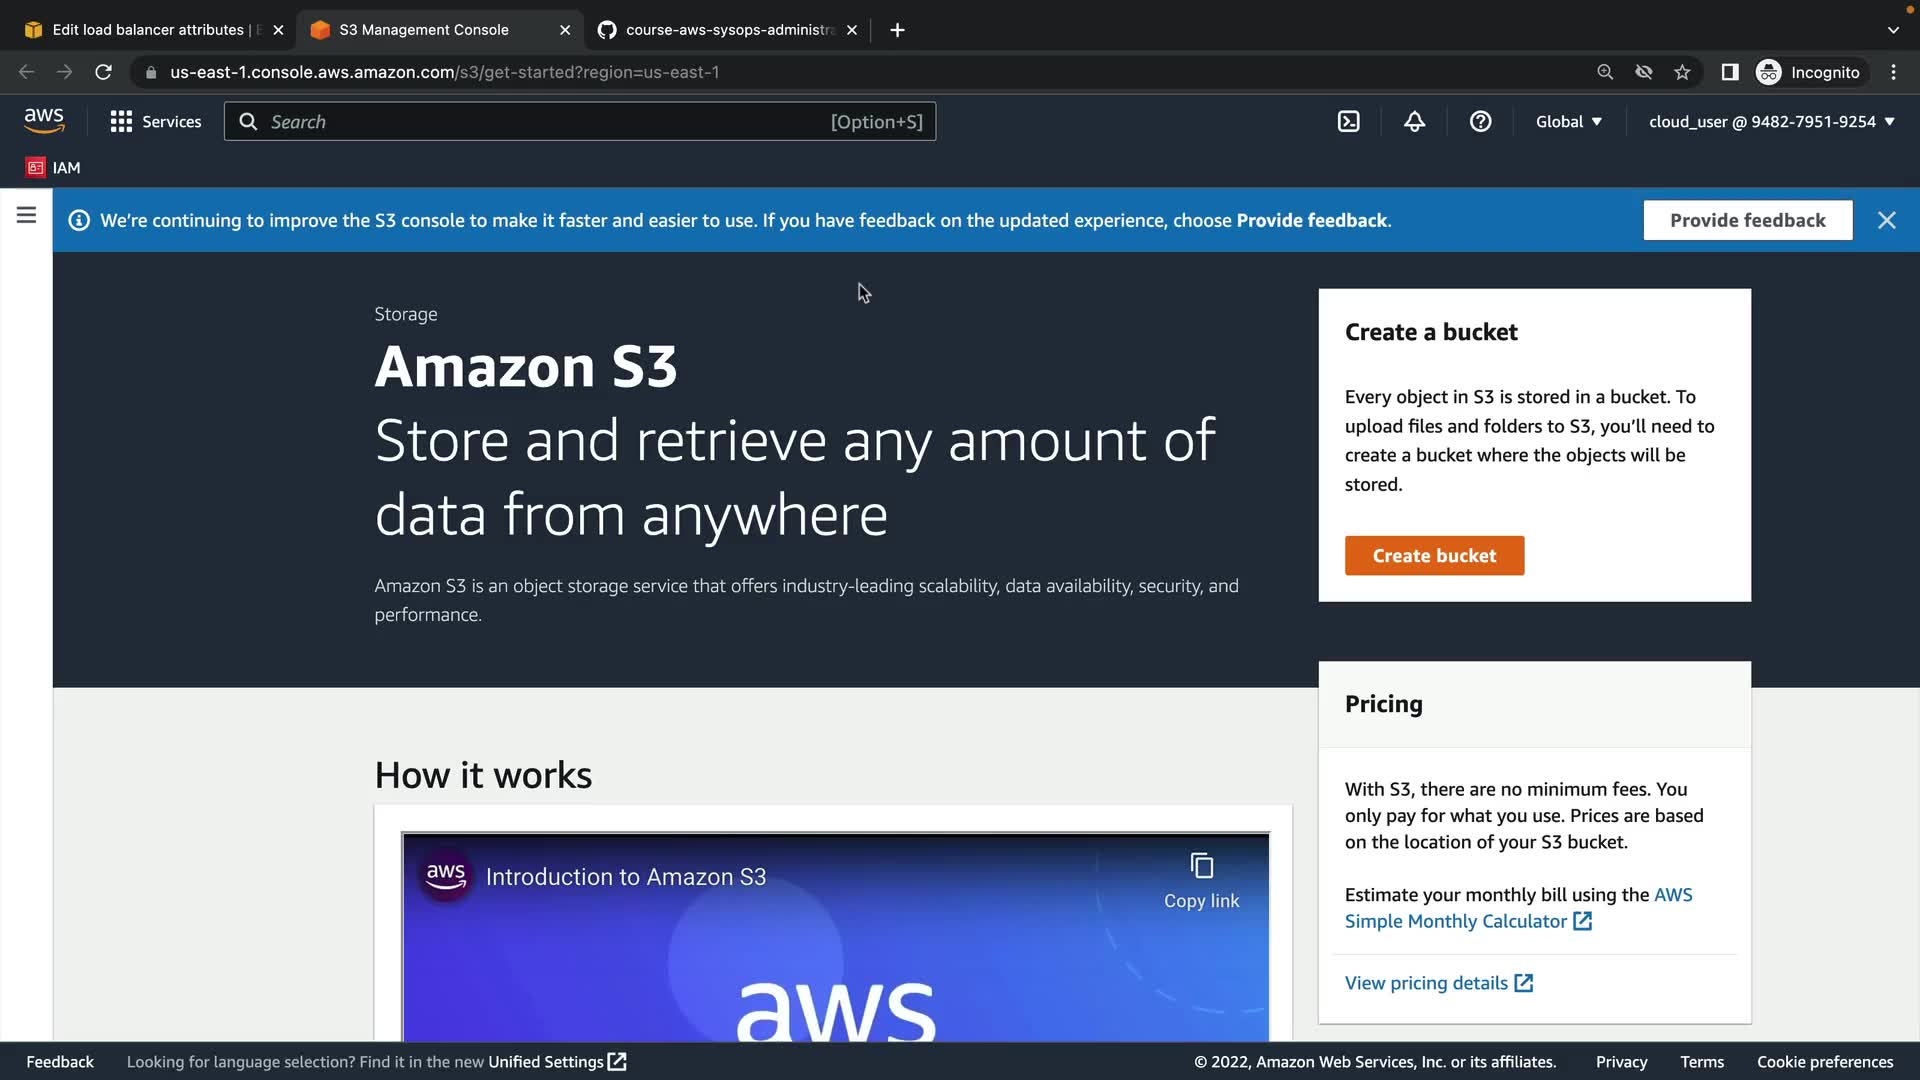 Edit load balancer attributes | E
S3 Management Console
course-aws-sysops-administra
us-east-1.console.aws.amazon.com/s3/get-started?region=us-east-1
Incognito
aws
Services
Search
[Option+S]
Global
cloud_user @ 9482-7951-9254
IAM
We're continuing to improve the S3 console to make it faster and easier to use. If you have feedback on the updated experience, choose Provide feedback.
Provide feedback
Storage
Amazon S3
Store and retrieve any amount of
data from anywhere
Amazon S3 is an object storage service that offers industry-leading scalability, data availability, security, and
performance.
Create a bucket
Every object in S3 is stored in a bucket. To
upload files and folders to S3, you'll need to
create a bucket where the objects will be
stored.
Create bucket
Pricing
With S3, there are no minimum fees. You
only pay for what you use. Prices are based
on the location of your S3 bucket.
Estimate your monthly bill using the AWS
Simple Monthly Calculator
View pricing details
How it works
aws
Introduction to Amazon S3
Copy link
aws
Feedback
Looking for language selection? Find it in the new Unified Settings
© 2022, Amazon Web Services, Inc. or its affiliates.
Privacy
Terms
Cookie preferences